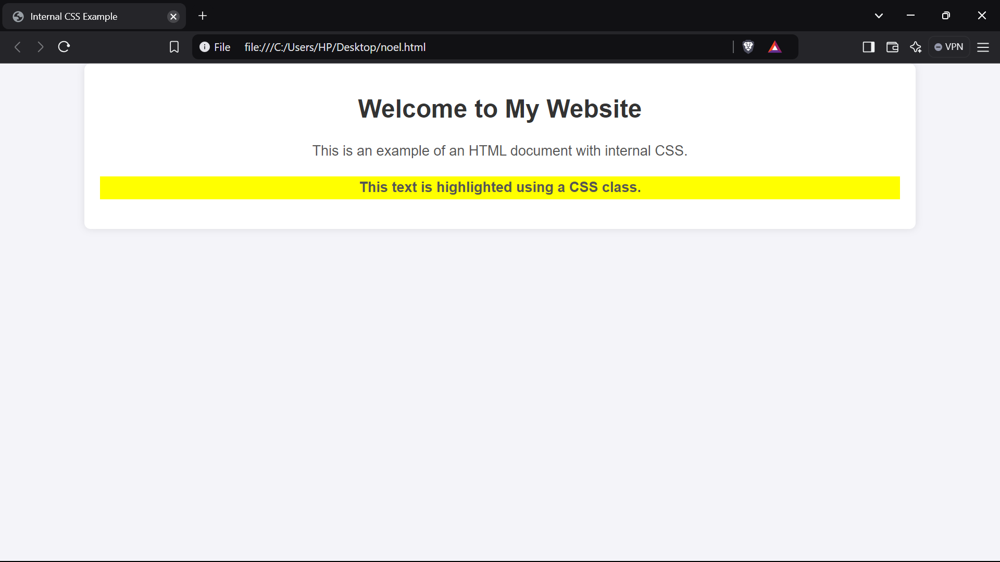 Internal CSS Example
File file:///C:/Users/HP/Desktop/noel.html
VPN
Welcome to My Website
This is an example of an HTML document with internal CSS.
This text is highlighted using a CSS class.